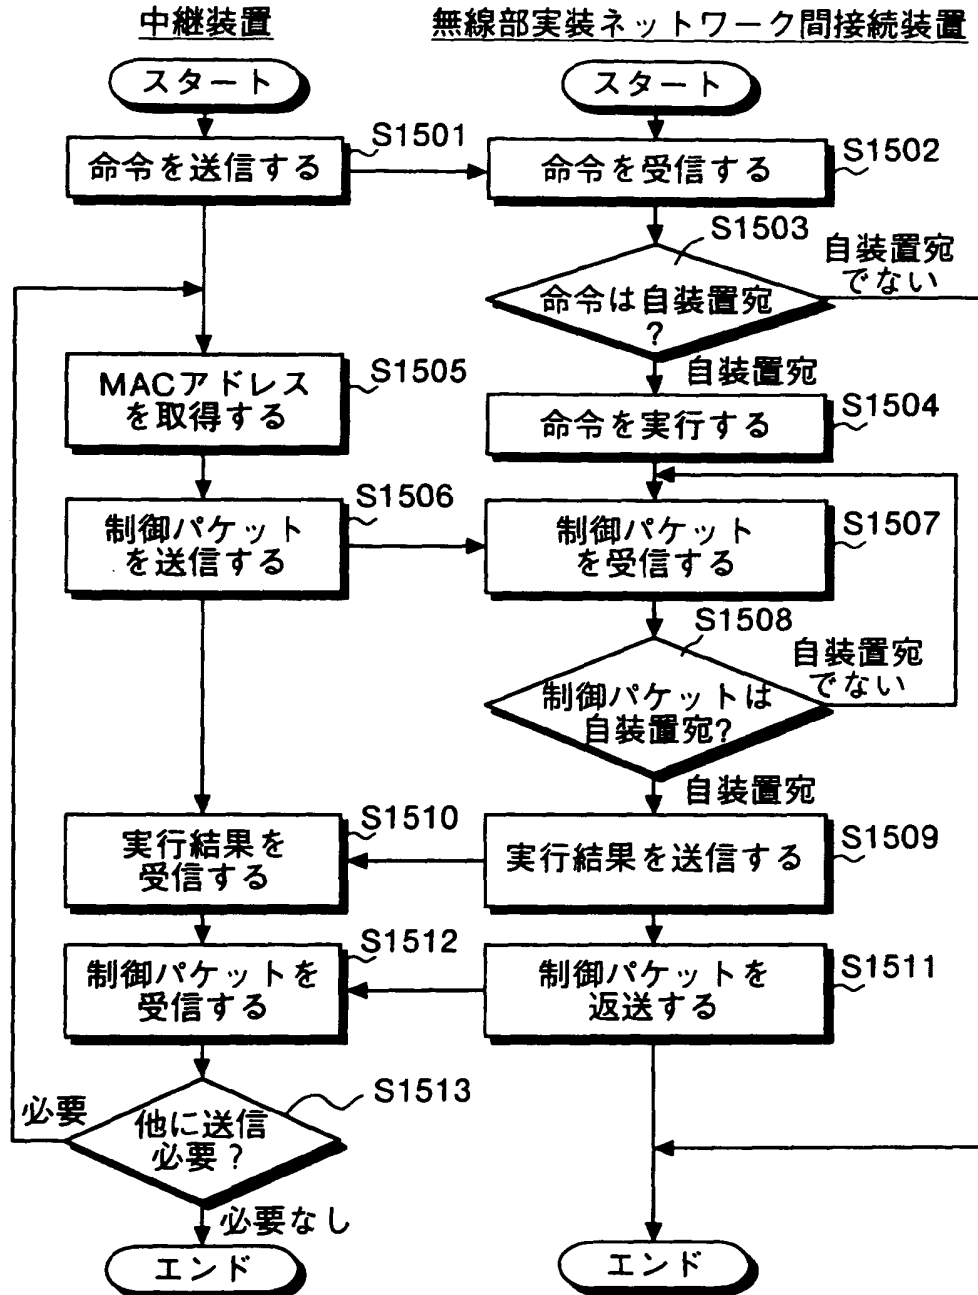 中継装置
無線部実装ネットワーク間接続装置
スタート
スタート
S1501
命令を送信する
S1502
命令を受信する
S1503
命令は自装置宛
?
自装置宛
でない
自装置宛
S1504
命令を実行する
S1505
MACアドレス
を取得する
S1506
制御パケット
を送信する
S1507
制御パケット
を受信する
S1508
制御パケットは
自装置宛?
自装置宛
でない
自装置宛
S1509
実行結果を送信する
S1510
実行結果を
受信する
S1511
制御パケットを
返送する
S1512
制御パケットを
受信する
S1513
他に送信
必要?
必要
必要なし
エンド
エンド